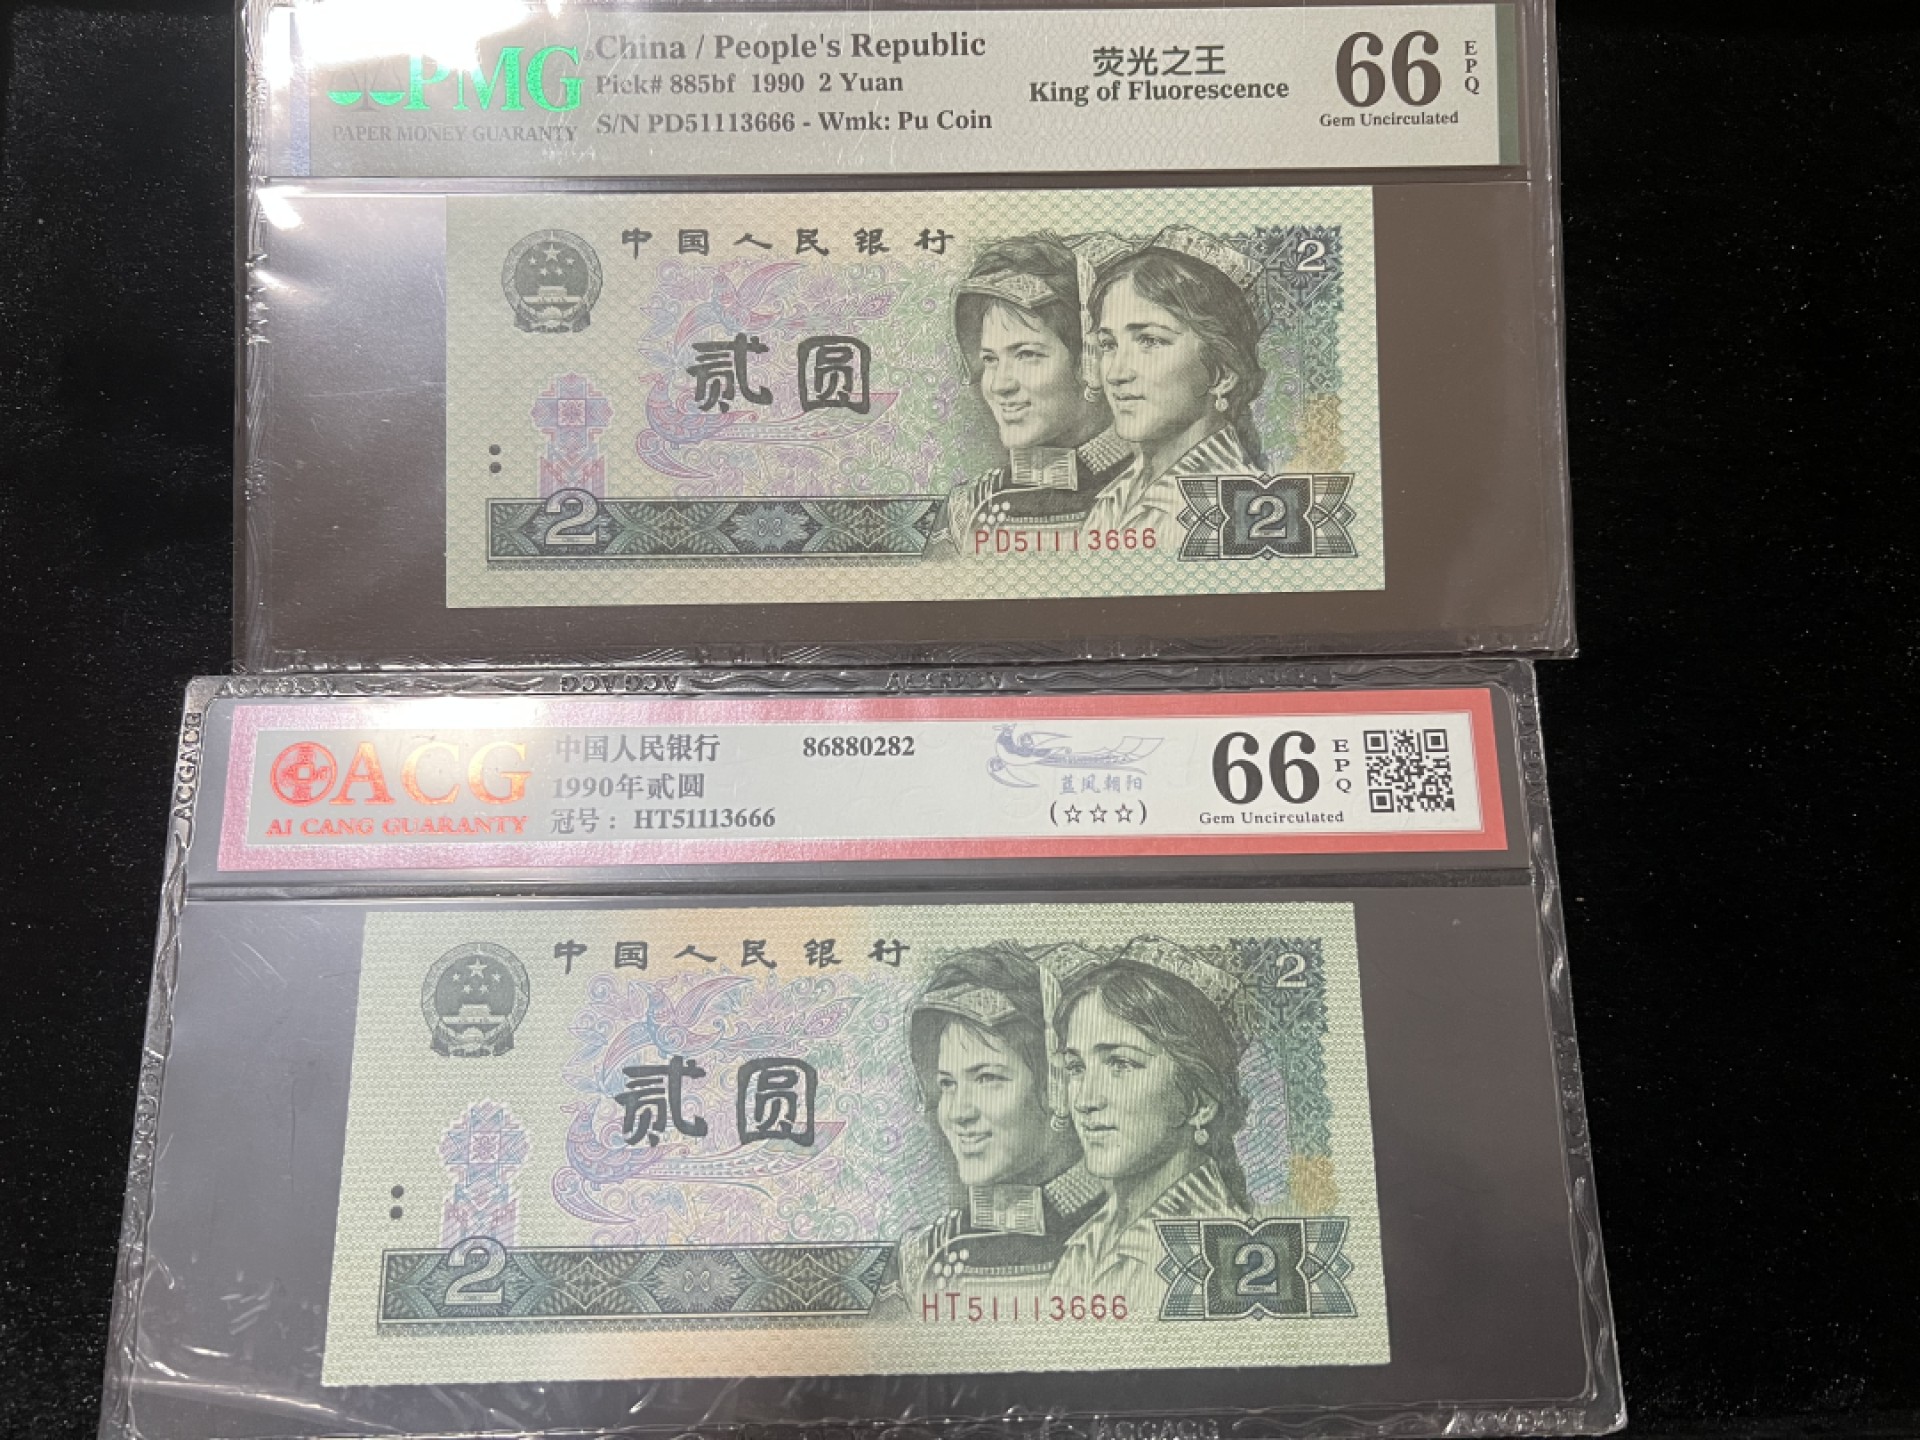 PMG
PAPER MONEY GUARANTY
China / People's Republic
Pick# 885bf 1990 2 Yuan
S/N PD51113666 - Wmk: Pu Coin
荧光之王
King of Fluorescence
66
EPQ
Gem Uncirculated
中国人民银行
2
贰圆
2
PD51113666
2
ACG
AI CANG GUARANTY
中国人民银行
1990年贰圆
冠号：HT51113666
86880282
蓝凤朝阳
(☆☆☆)
66
EPQ
Gem Uncirculated
中国人民银行
2
贰圆
2
HT51113666
2